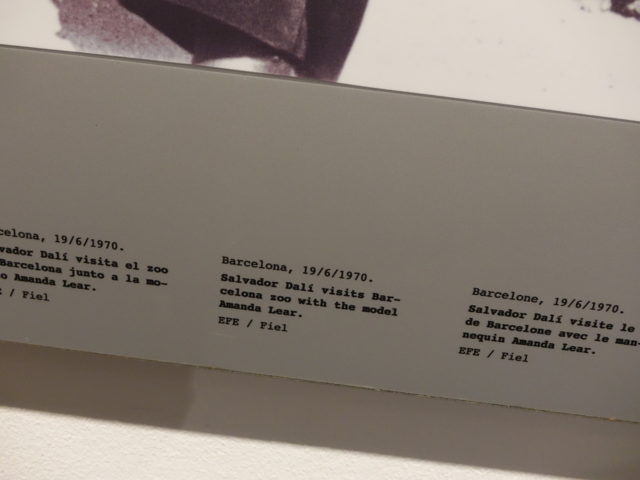 celona, 19/6/1970.
vador Dalí visita el zoo
Barcelona junto a la mo-
o Amanda Lear.
/ Fiel
Barcelona, 19/6/1970.
Salvador Dalí visits Bar-
celona zoo with the model
Amanda Lear.
EFE / Fiel
Barcelone, 19/6/1970.
Salvador Dalí visite le
de Barcelone avec le man-
nequin Amanda Lear.
EFE / Fiel